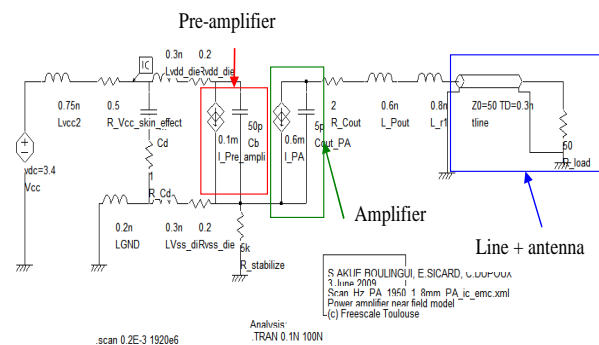 Pre-amplifier
IC
0.3n 0.2
Lvdd_die Rvdd_die
0.75n
Lvcc2
0.5
R_Vcc_skin_effect
Cd
1
R_Cd
0.1m
I_Pre_ampli
50p
Cb
0.6m
I_PA
5p
Cout_PA
2
R_Cout
0.6n
L_Pout
0.8n
L_r1
Z0=50 TD=0.3n
tline
50
R_load
vdc=3.4
Vcc
0.2n
LGND
0.3n 0.2
LVss_di Rvss_die
5k
R_stabilize
Amplifier
Line + antenna
S.AKUE BOULINGUI, E.SICARD, C.DUPOUX
3 June 2009
Scan_Hz_PA_1950_1_8mm_PA_ic_emc.xml
Power amplifier near field model
(c) Freescale Toulouse
Analysis:
.scan 0.2E-3 1920e6
.TRAN 0.1N 100N